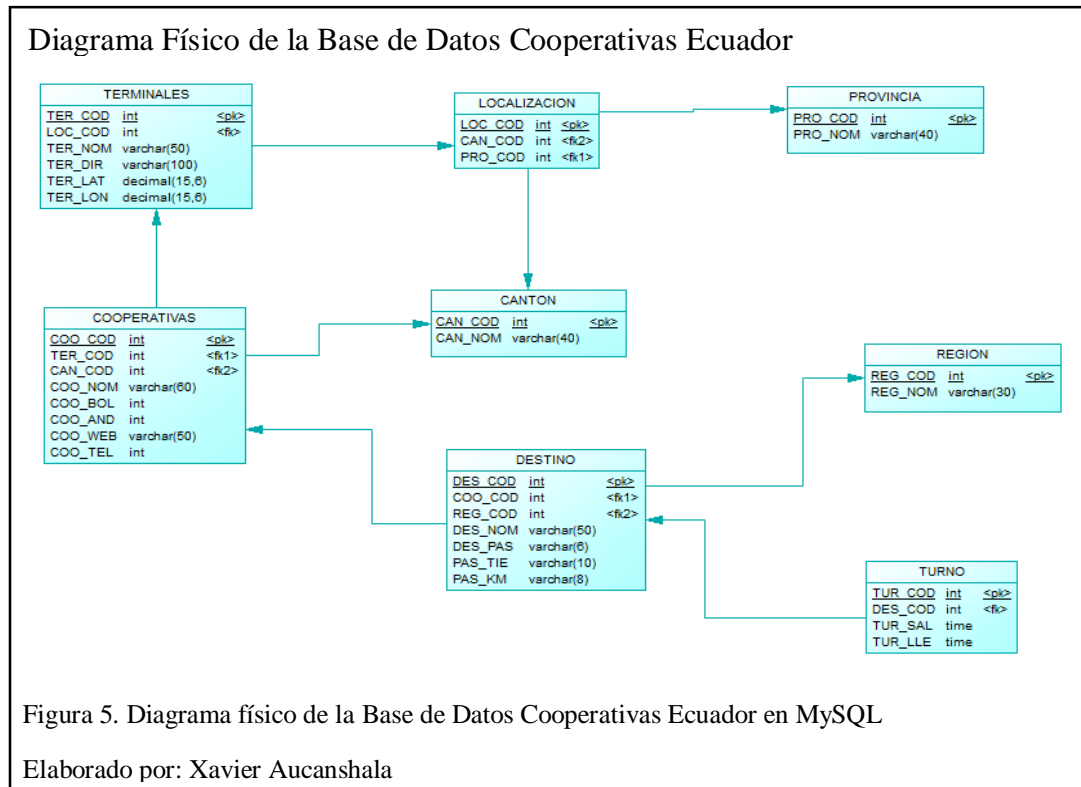 Diagrama Físico de la Base de Datos Cooperativas Ecuador
TERMINALES
TER_COD int <pk>
LOC_COD int <fk>
TER_NOM varchar(50)
TER_DIR varchar(100)
TER_LAT decimal(15,6)
TER_LON decimal(15,6)
LOCALIZACION
LOC_COD int <pk>
CAN_COD int <fk2>
PRO_COD int <fk1>
PROVINCIA
PRO_COD int <pk>
PRO_NOM varchar(40)
COOPERATIVAS
COO_COD int <pk>
TER_COD int <fk1>
CAN_COD int <fk2>
COO_NOM varchar(60)
COO_BOL int
COO_AND int
COO_WEB varchar(50)
COO_TEL int
CANTON
CAN_COD int <pk>
CAN_NOM varchar(40)
REGION
REG_COD int <pk>
REG_NOM varchar(30)
DESTINO
DES_COD int <pk>
COO_COD int <fk1>
REG_COD int <fk2>
DES_NOM varchar(50)
DES_PAS varchar(6)
PAS_TIE varchar(10)
PAS_KM varchar(8)
TURNO
TUR_COD int <pk>
DES_COD int <fk>
TUR_SAL time
TUR_LLE time
Figura 5. Diagrama físico de la Base de Datos Cooperativas Ecuador en MySQL
Elaborado por: Xavier Aucanshala